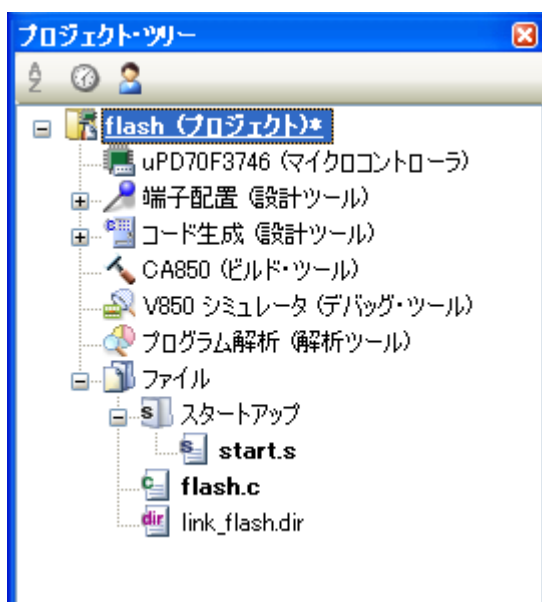 プロジェクト・ツリー
flash (プロジェクト)*
uPD70F3746 (マイクロコントローラ)
端子配置 (設計ツール)
コード生成 (設計ツール)
CA850 (ビルド・ツール)
V850 シミュレータ (デバッグ・ツール)
プログラム解析 (解析ツール)
ファイル
スタートアップ
start.s
flash.c
link_flash.dir